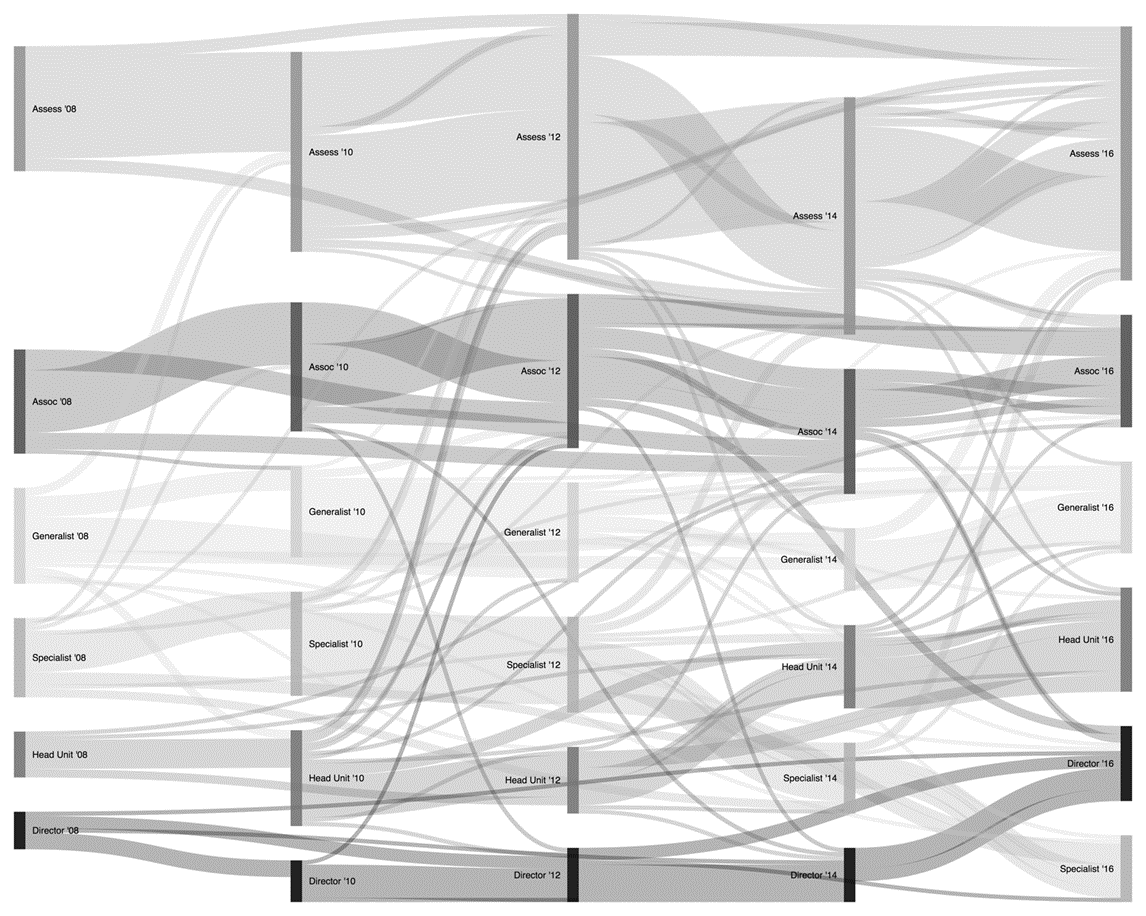 Assess '08
Assoc '08
Generalist '08
Specialist '08
Head Unit '08
Director '08
Assess '10
Assoc '10
Generalist '10
Specialist '10
Head Unit '10
Director '10
Assess '12
Assoc '12
Generalist '12
Specialist '12
Head Unit '12
Director '12
Assess '14
Assoc '14
Generalist '14
Head Unit '14
Specialist '14
Director '14
Assess '16
Assoc '16
Generalist '16
Head Unit '16
Director '16
Specialist '16